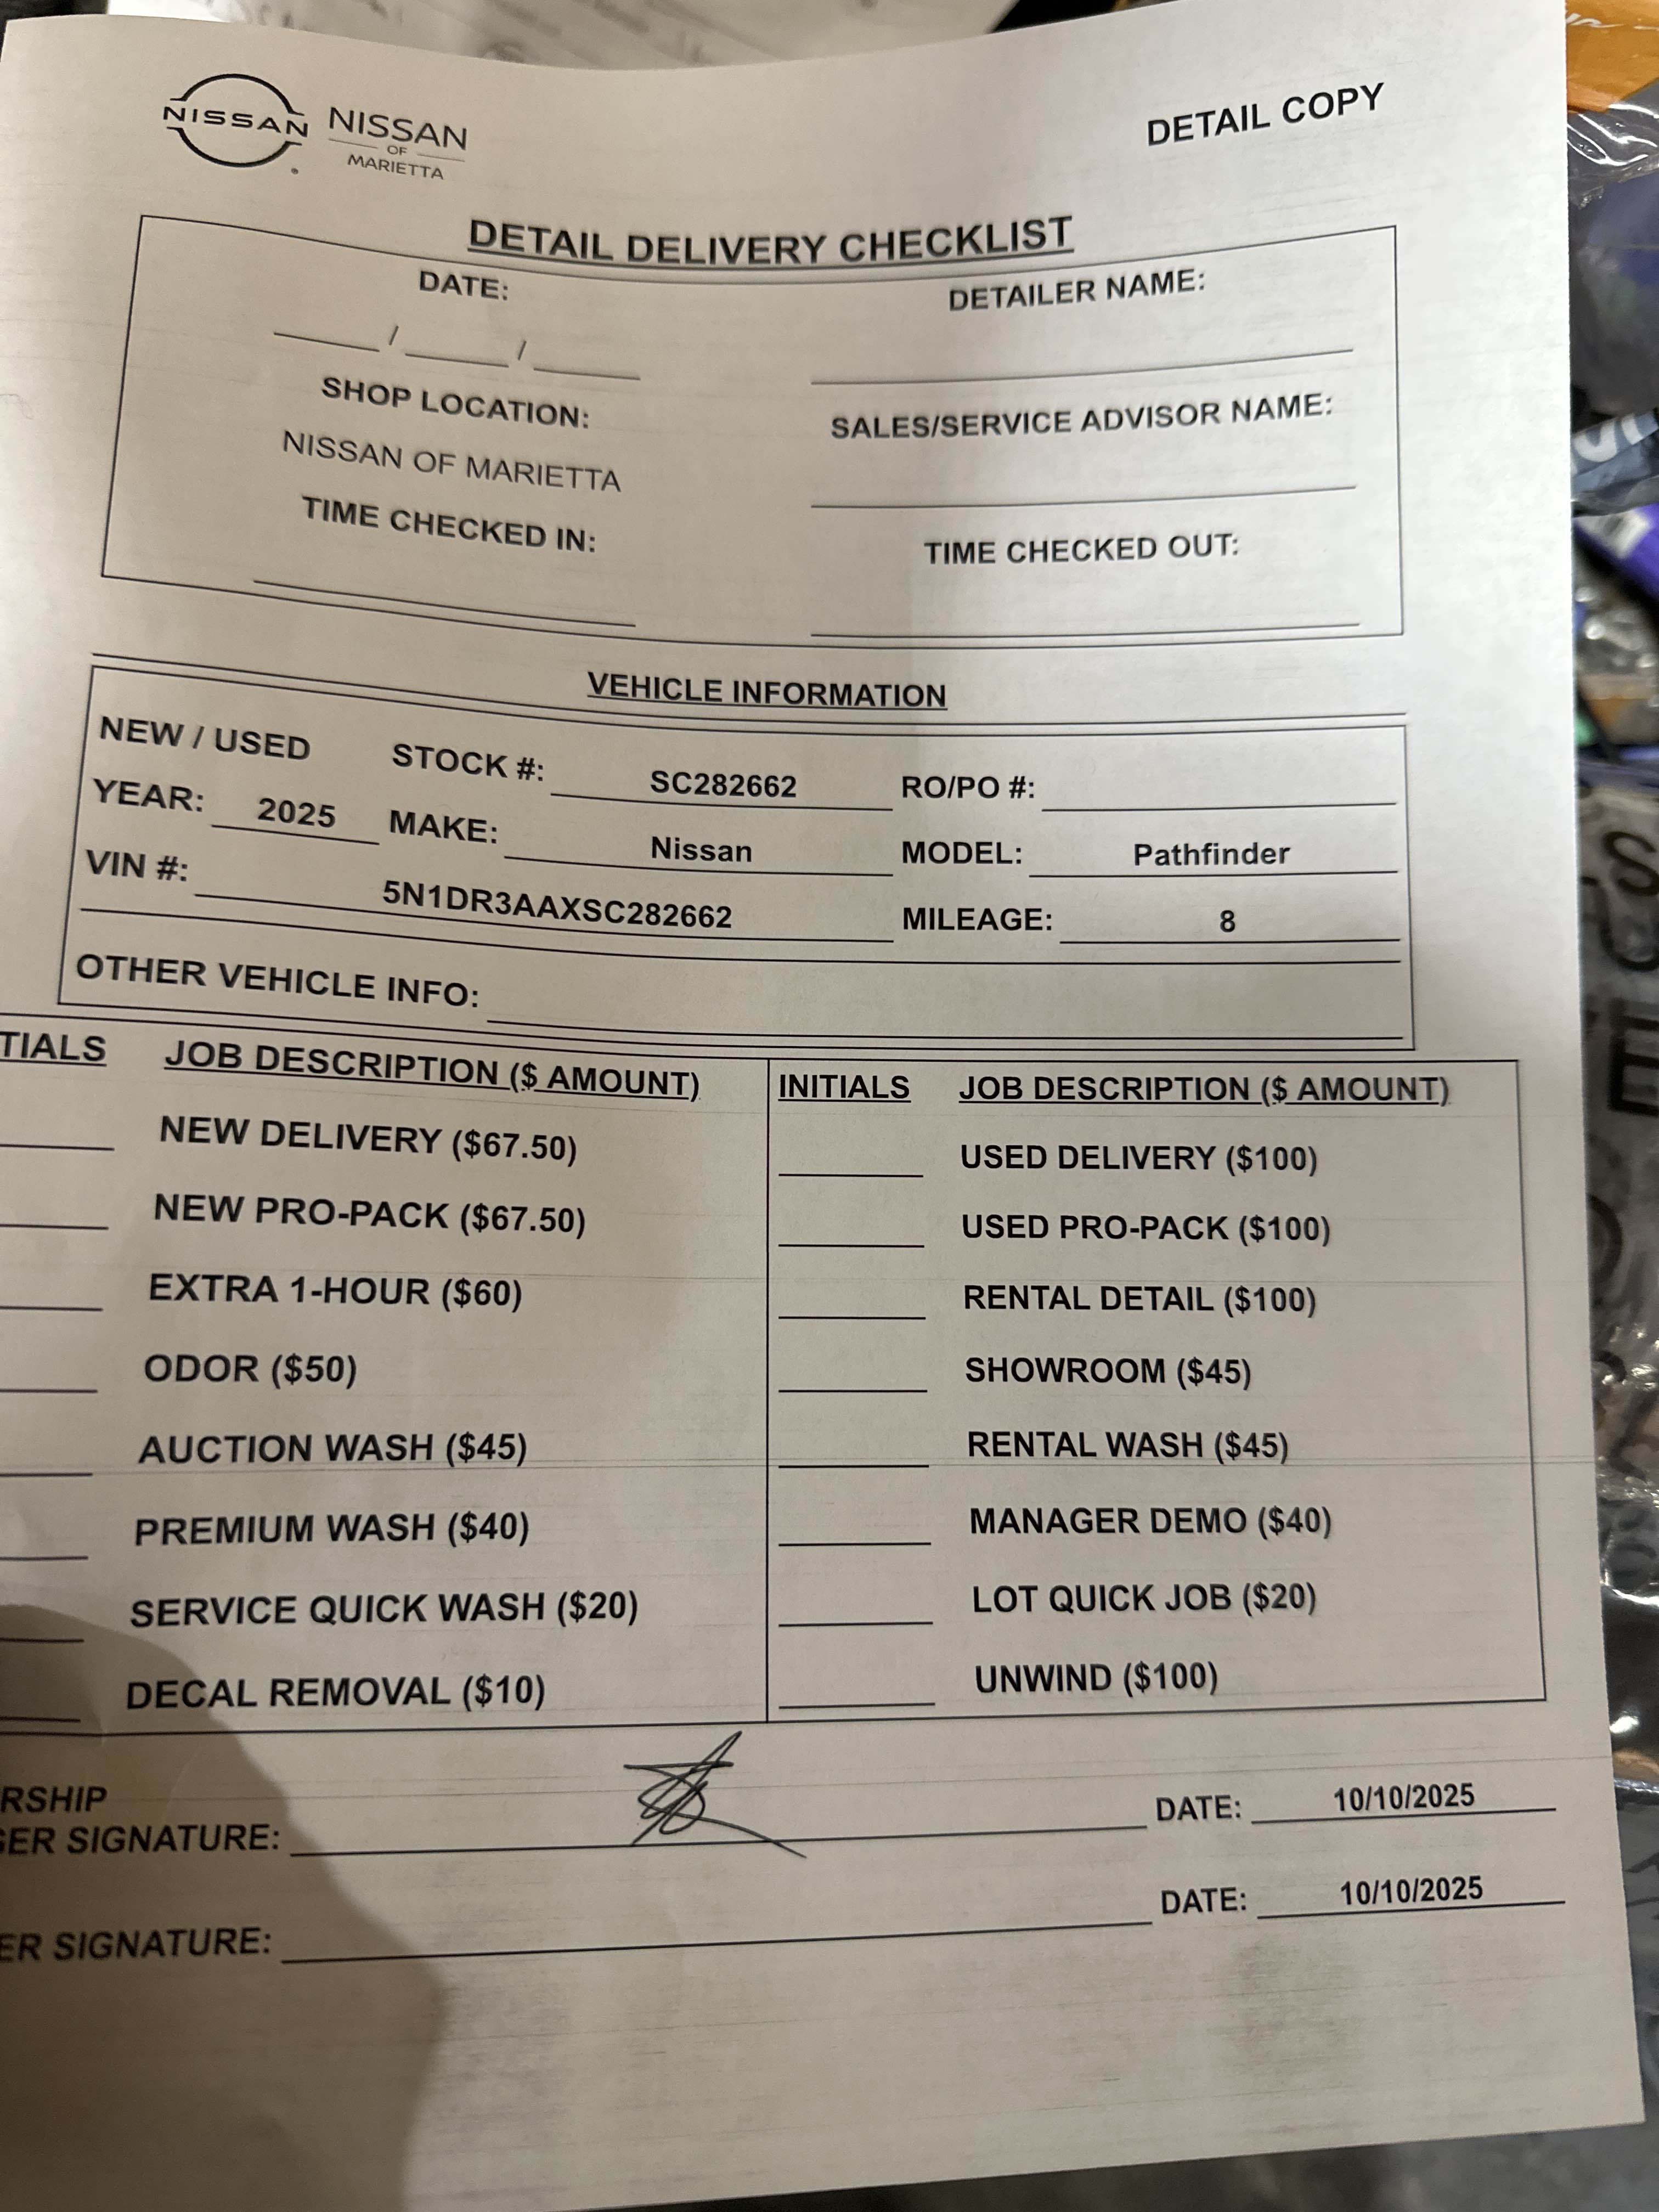 NISSAN
NISSAN
OF
MARIETTA
DETAIL COPY
DETAIL DELIVERY CHECKLIST
DATE:
DETAILER NAME:
____/____/____
SHOP LOCATION:
SALES/SERVICE ADVISOR NAME:
NISSAN OF MARIETTA
TIME CHECKED IN:
TIME CHECKED OUT:
VEHICLE INFORMATION
NEW / USED STOCK #: SC282662 RO/PO #:
YEAR: 2025 MAKE: Nissan MODEL: Pathfinder
VIN #: 5N1DR3AAXSC282662 MILEAGE: 8
OTHER VEHICLE INFO:
TIALS JOB DESCRIPTION ($ AMOUNT) INITIALS JOB DESCRIPTION ($ AMOUNT)
NEW DELIVERY ($67.50) USED DELIVERY ($100)
NEW PRO-PACK ($67.50) USED PRO-PACK ($100)
EXTRA 1-HOUR ($60) RENTAL DETAIL ($100)
ODOR ($50) SHOWROOM ($45)
AUCTION WASH ($45) RENTAL WASH ($45)
PREMIUM WASH ($40) MANAGER DEMO ($40)
SERVICE QUICK WASH ($20) LOT QUICK JOB ($20)
DECAL REMOVAL ($10) UNWIND ($100)
RSHIP
GER SIGNATURE: DATE: 10/10/2025
ER SIGNATURE: DATE: 10/10/2025